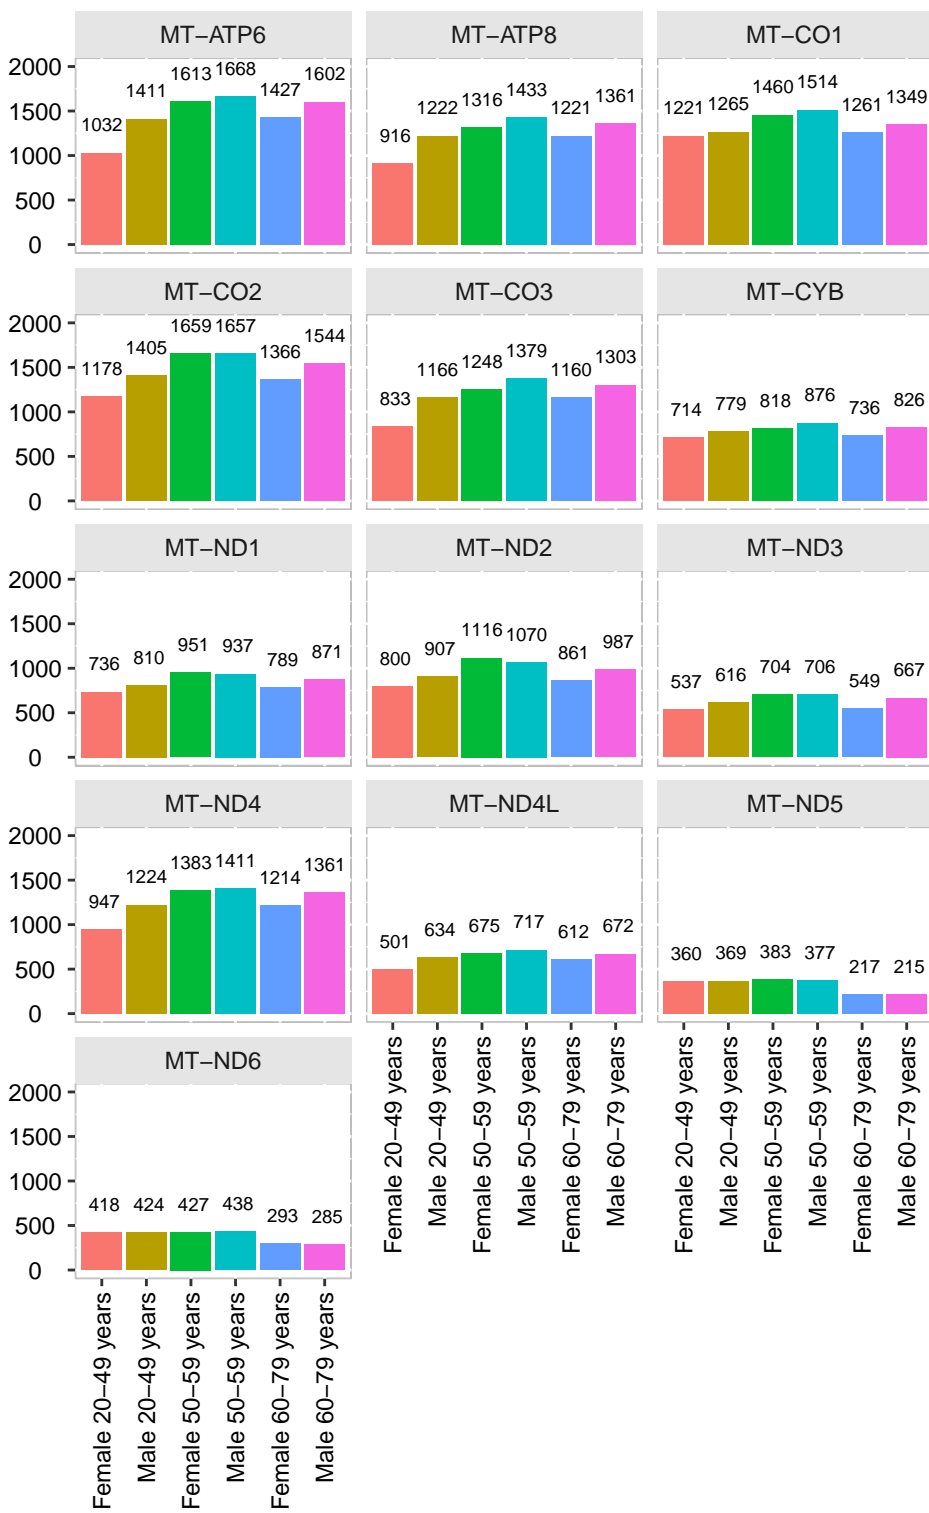 MT−ATP6 MT−ATP8 MT−CO1
2000
1500
1000
500
0
1032 1411 1613 1668 1427 1602
916 1222 1316 1433 1221 1361
1221 1265 1460 1514 1261 1349
MT−CO2 MT−CO3 MT−CYB
2000
1500
1000
500
0
1178 1405 1659 1657 1366 1544
833 1166 1248 1379 1160 1303
714 779 818 876 736 826
MT−ND1 MT−ND2 MT−ND3
2000
1500
1000
500
0
736 810 951 937 789 871
800 907 1116 1070 861 987
537 616 704 706 549 667
MT−ND4 MT−ND4L MT−ND5
2000
1500
1000
500
0
947 1224 1383 1411 1214 1361
501 634 675 717 612 672
360 369 383 377 217 215
Female 20−49 years
Male 20−49 years
Female 50−59 years
Male 50−59 years
Female 60−79 years
Male 60−79 years
Female 20−49 years
Male 20−49 years
Female 50−59 years
Male 50−59 years
Female 60−79 years
Male 60−79 years
MT−ND6
2000
1500
1000
500
0
418 424 427 438 293 285
Female 20−49 years
Male 20−49 years
Female 50−59 years
Male 50−59 years
Female 60−79 years
Male 60−79 years